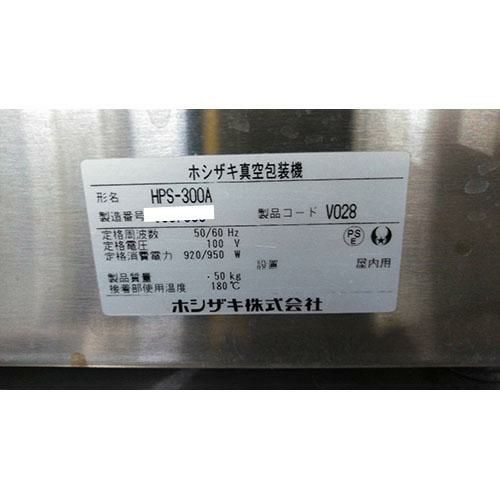 ホシザキ真空包装機
形名 HPS-300A
製造番号 製品コード V028
定格周波数 50/60 Hz
定格電圧 100 V
定格消費電力 920/950 W
設置 屋内用
PS
E
製品質量 50 kg
接着部使用温度 180℃
ホシザキ株式会社